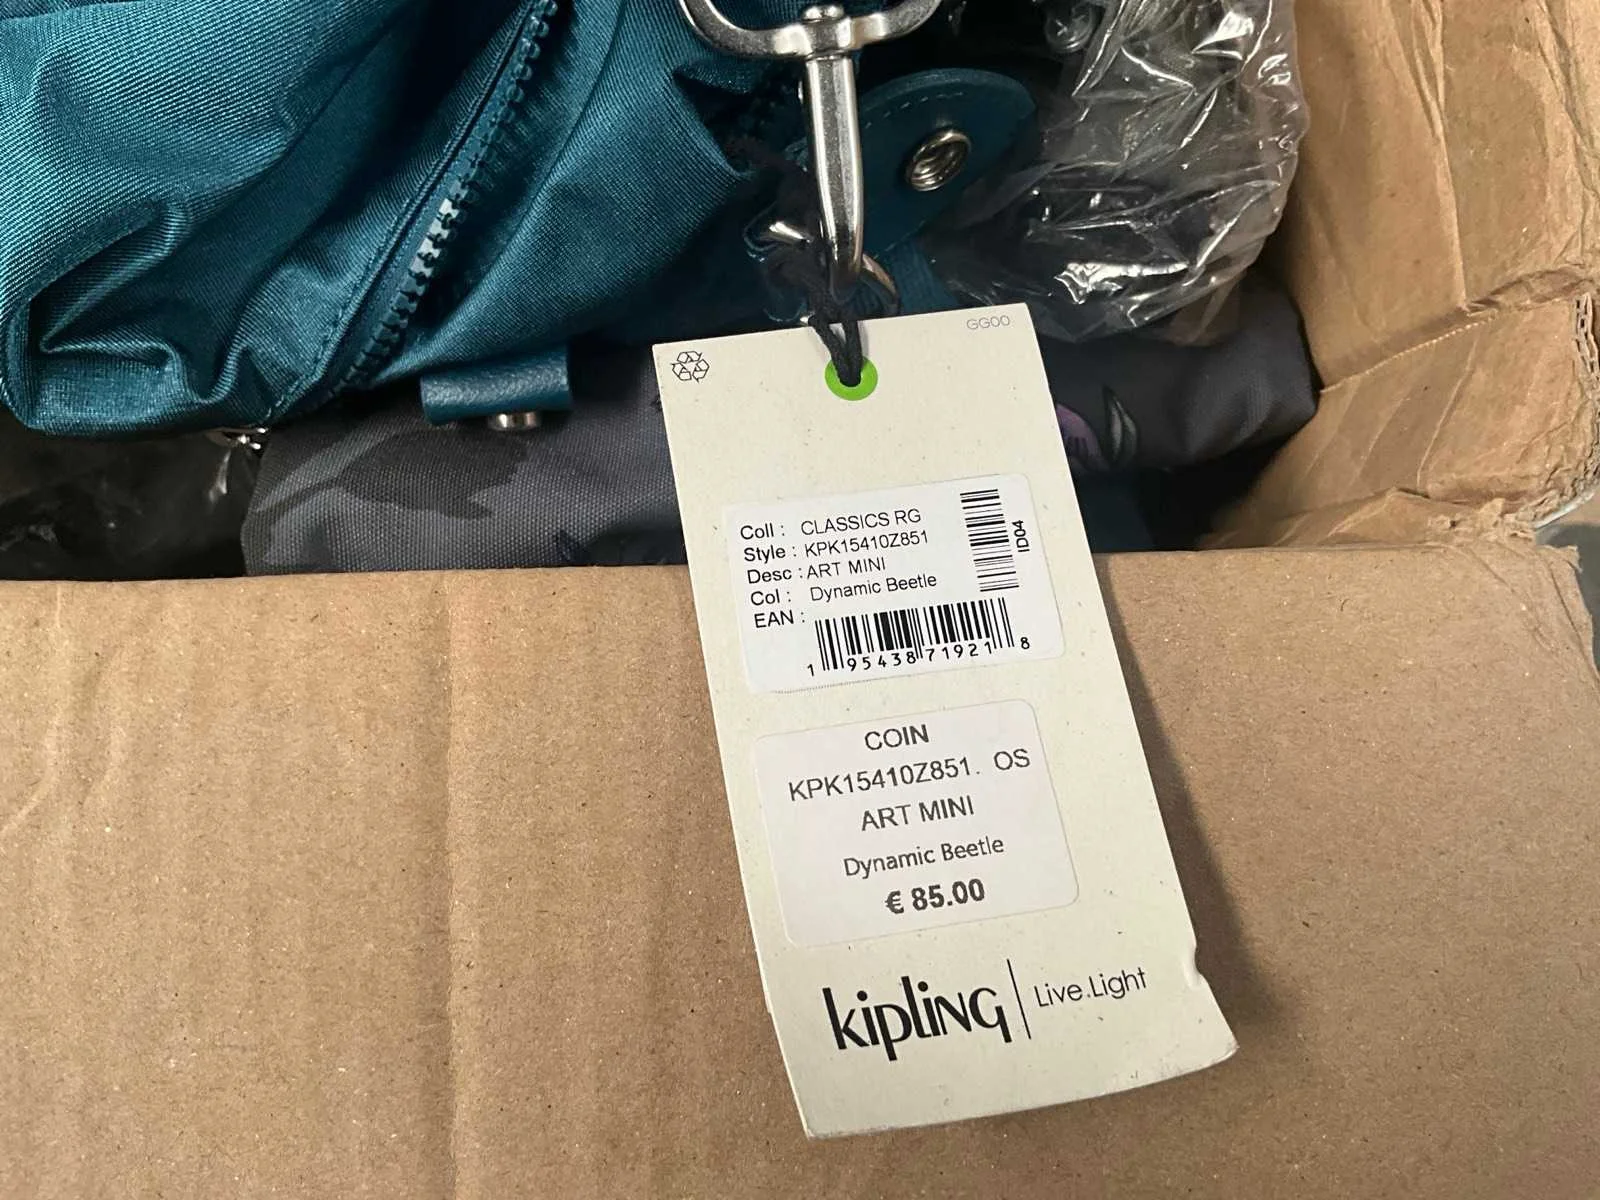 GG00
Coll : CLASSICS RG
Style : KPK15410Z851
Desc : ART MINI
Col : Dynamic Beetle
EAN :
ID04
1 95438 71921 8
COIN
KPK15410Z851. OS
ART MINI
Dynamic Beetle
€ 85.00
kipling | Live.Light